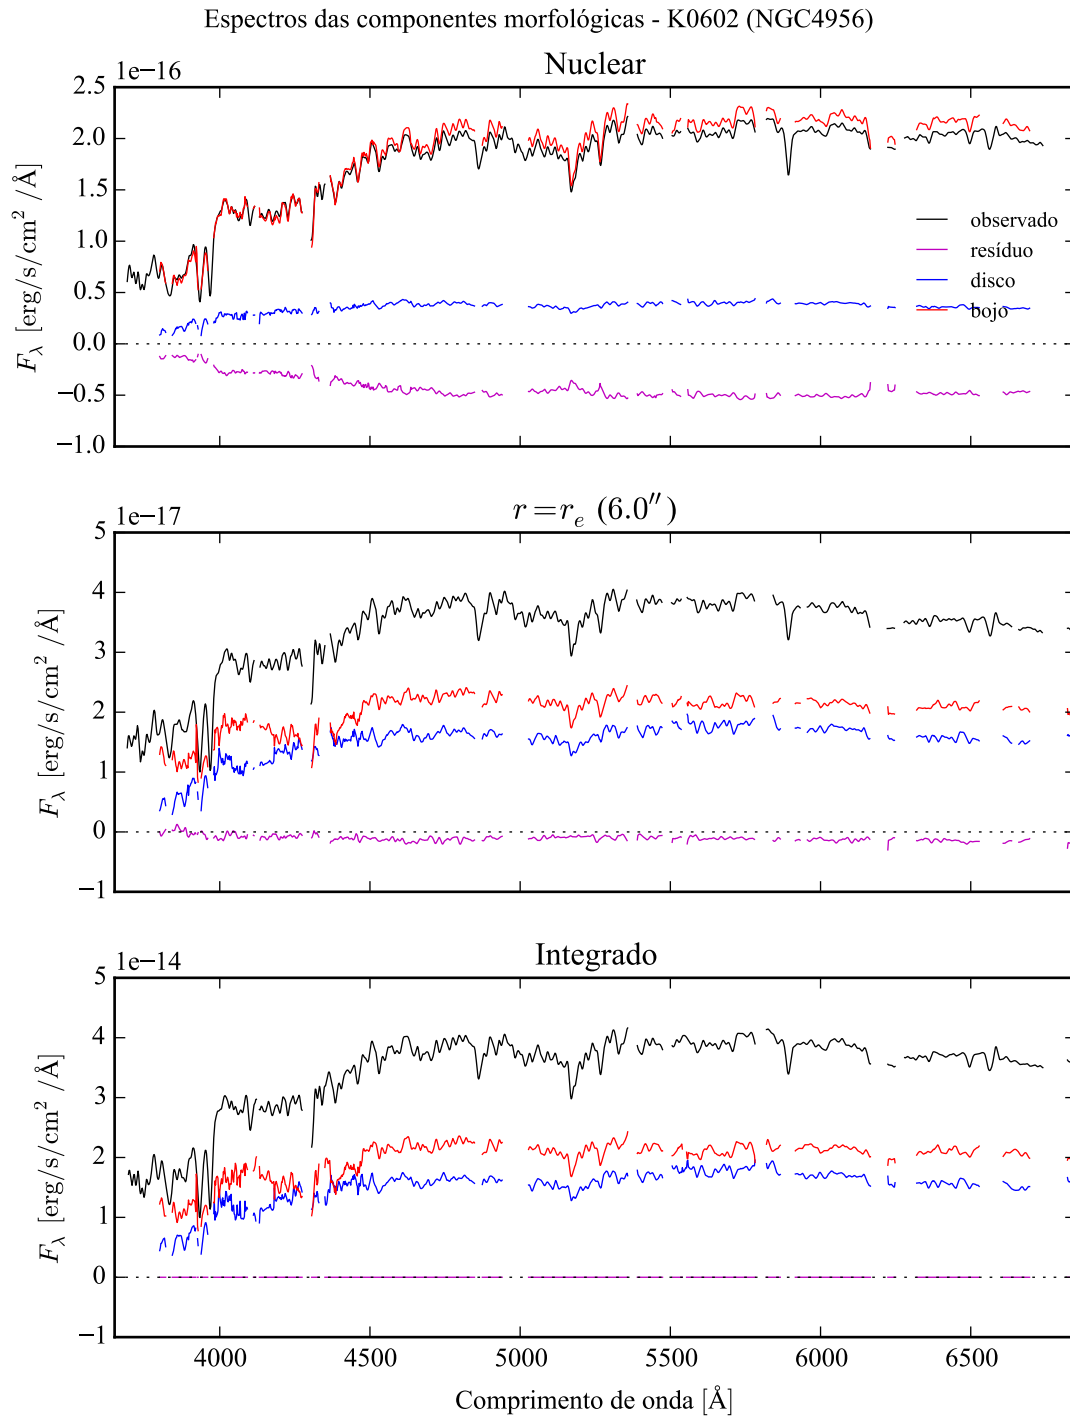 Espectros das componentes morfológicas - K0602 (NGC4956)
1e−16
Nuclear
2.5
2.0
1.5
1.0
0.5
0.0
−0.5
−1.0
F_λ [erg/s/cm² /Å]
observado
resíduo
disco
bojo
1e−17
r = r_e (6.0″)
5
4
3
2
1
0
−1
F_λ [erg/s/cm² /Å]
1e−14
Integrado
5
4
3
2
1
0
−1
F_λ [erg/s/cm² /Å]
4000 4500 5000 5500 6000 6500
Comprimento de onda [Å]